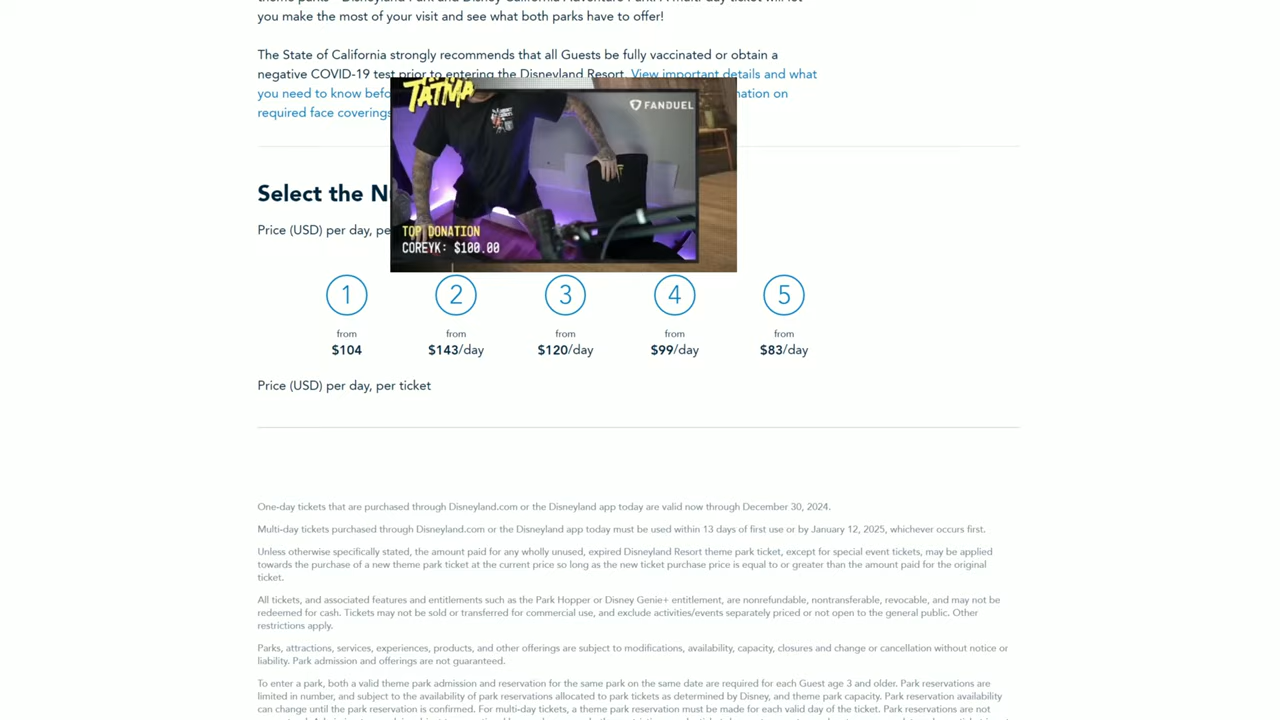 you make the most of your visit and see what both parks have to offer!
The State of California strongly recommends that all Guests be fully vaccinated or obtain a
negative COVID-19 test prior to entering the Disneyland Resort. View important details and what
you need to know befo
mation on
required face coverings
TATMA
FANDUEL
TOP DONATION
COREYK: $100.00
Select the N
Price (USD) per day, pe
1 2 3 4 5
from from from from from
$104 $143/day $120/day $99/day $83/day
Price (USD) per day, per ticket
One-day tickets that are purchased through Disneyland.com or the Disneyland app today are valid now through December 30, 2024.
Multi-day tickets purchased through Disneyland.com or the Disneyland app today must be used within 13 days of first use or by January 12, 2025, whichever occurs first.
Unless otherwise specifically stated, the amount paid for any wholly unused, expired Disneyland Resort theme park ticket, except for special event tickets, may be applied
towards the purchase of a new theme park ticket at the current price so long as the new ticket purchase price is equal to or greater than the amount paid for the original
ticket.
All tickets, and associated features and entitlements such as the Park Hopper or Disney Genie+ entitlement, are nonrefundable, nontransferable, revocable, and may not be
redeemed for cash. Tickets may not be sold or transferred for commercial use, and exclude activities/events separately priced or not open to the general public. Other
restrictions apply.
Parks, attractions, services, experiences, products, and other offerings are subject to modifications, availability, capacity, closures and change or cancellation without notice or
liability. Park admission and offerings are not guaranteed.
To enter a park, both a valid theme park admission and reservation for the same park on the same date are required for each Guest age 3 and older. Park reservations are
limited in number, and subject to the availability of park reservations allocated to park tickets as determined by Disney, and theme park capacity. Park reservation availability
can change until the park reservation is confirmed. For multi-day tickets, a theme park reservation must be made for each valid day of the ticket. Park reservations are not